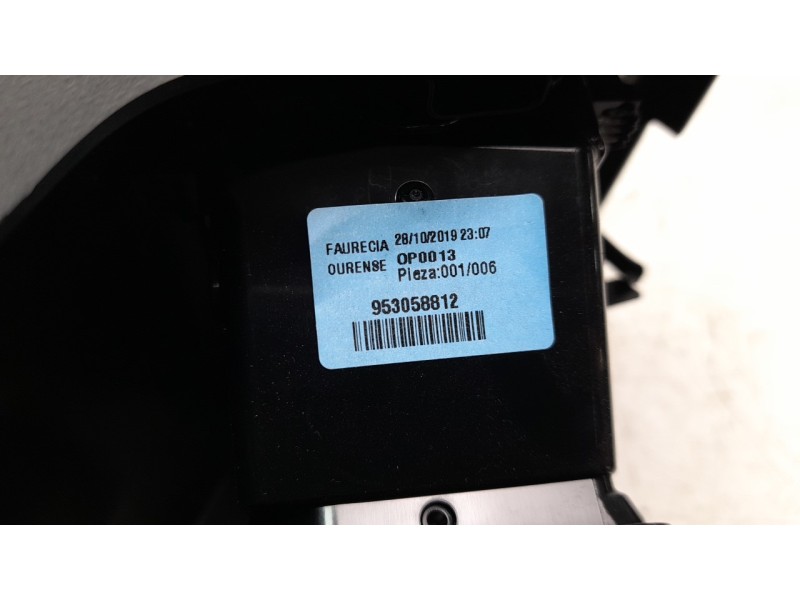 FAURECIA 28/10/2019 23:07
OURENSE OP0013
Pieza:001/006
953058812